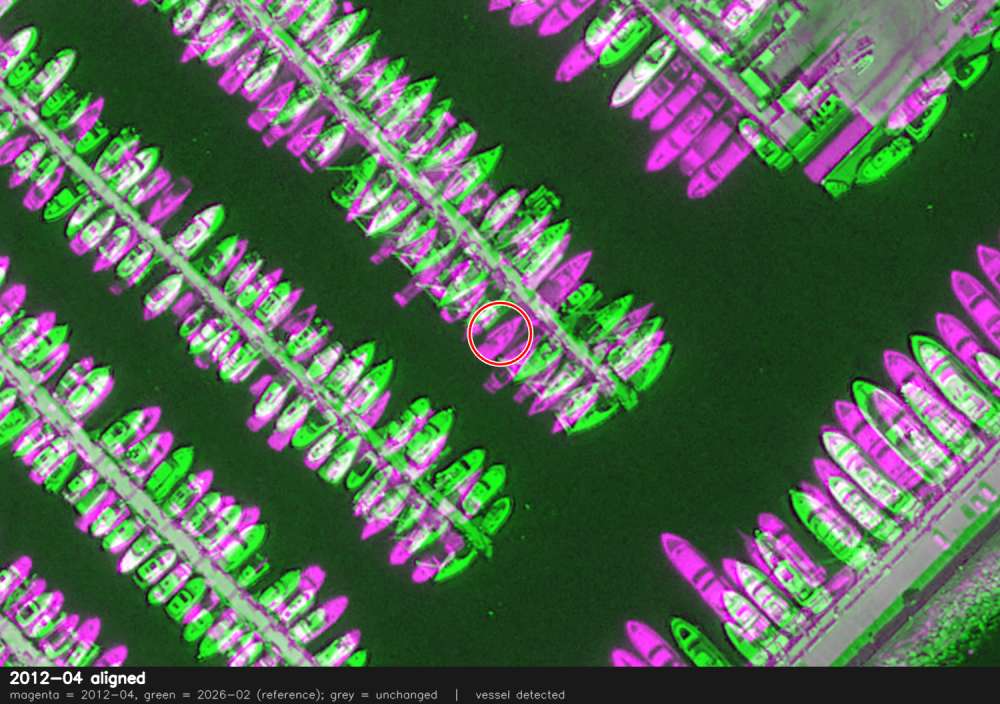 2012-04 aligned
magenta = 2012-04, green = 2026-02 (reference); grey = unchanged | vessel detected